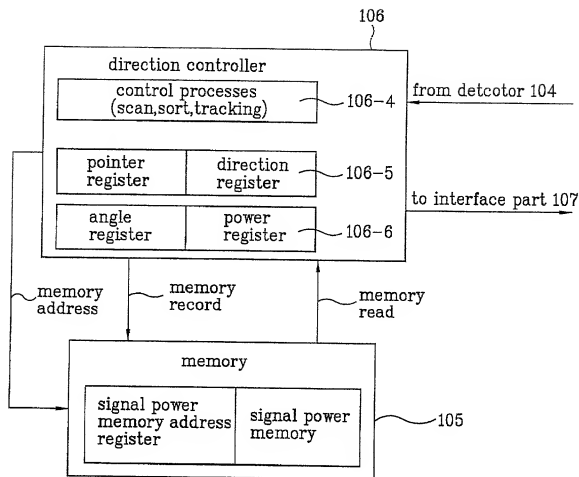 106
direction controller
control processes
(scan,sort,tracking)
106-4
from detcotor 104
pointer
register
direction
register
106-5
to interface part 107
angle
register
power
register
106-6
memory
address
memory
record
memory
read
memory
signal power
memory address
register
signal power
memory
105